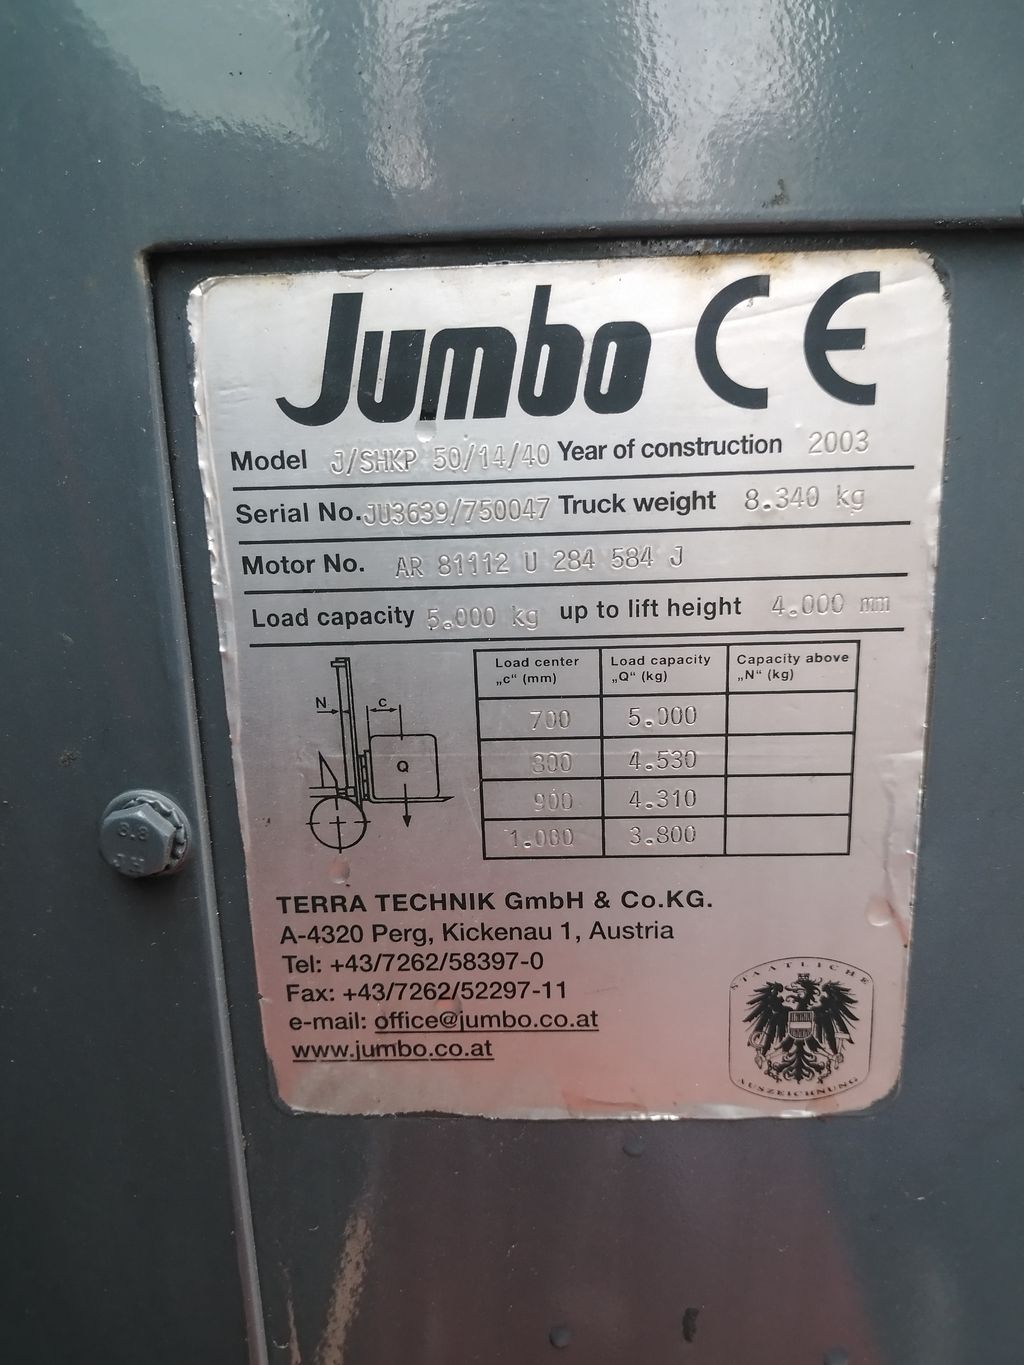 Jumbo CE
Model J/SHKP 50/14/40 Year of construction 2003
Serial No. JU3639/750047 Truck weight 8.340 kg
Motor No. AR 81112 U 284 584 J
Load capacity 5.000 kg up to lift height 4.000 mm
Load center „c“ (mm)
Load capacity „Q“ (kg)
Capacity above „N“ (kg)
700 5.000
800 4.530
900 4.310
1.000 3.800
N c
Q
8.8
JH
TERRA TECHNIK GmbH & Co.KG.
A-4320 Perg, Kickenau 1, Austria
Tel: +43/7262/58397-0
Fax: +43/7262/52297-11
e-mail: office@jumbo.co.at
www.jumbo.co.at
STAATLICHE
AUSZEICHNUNG